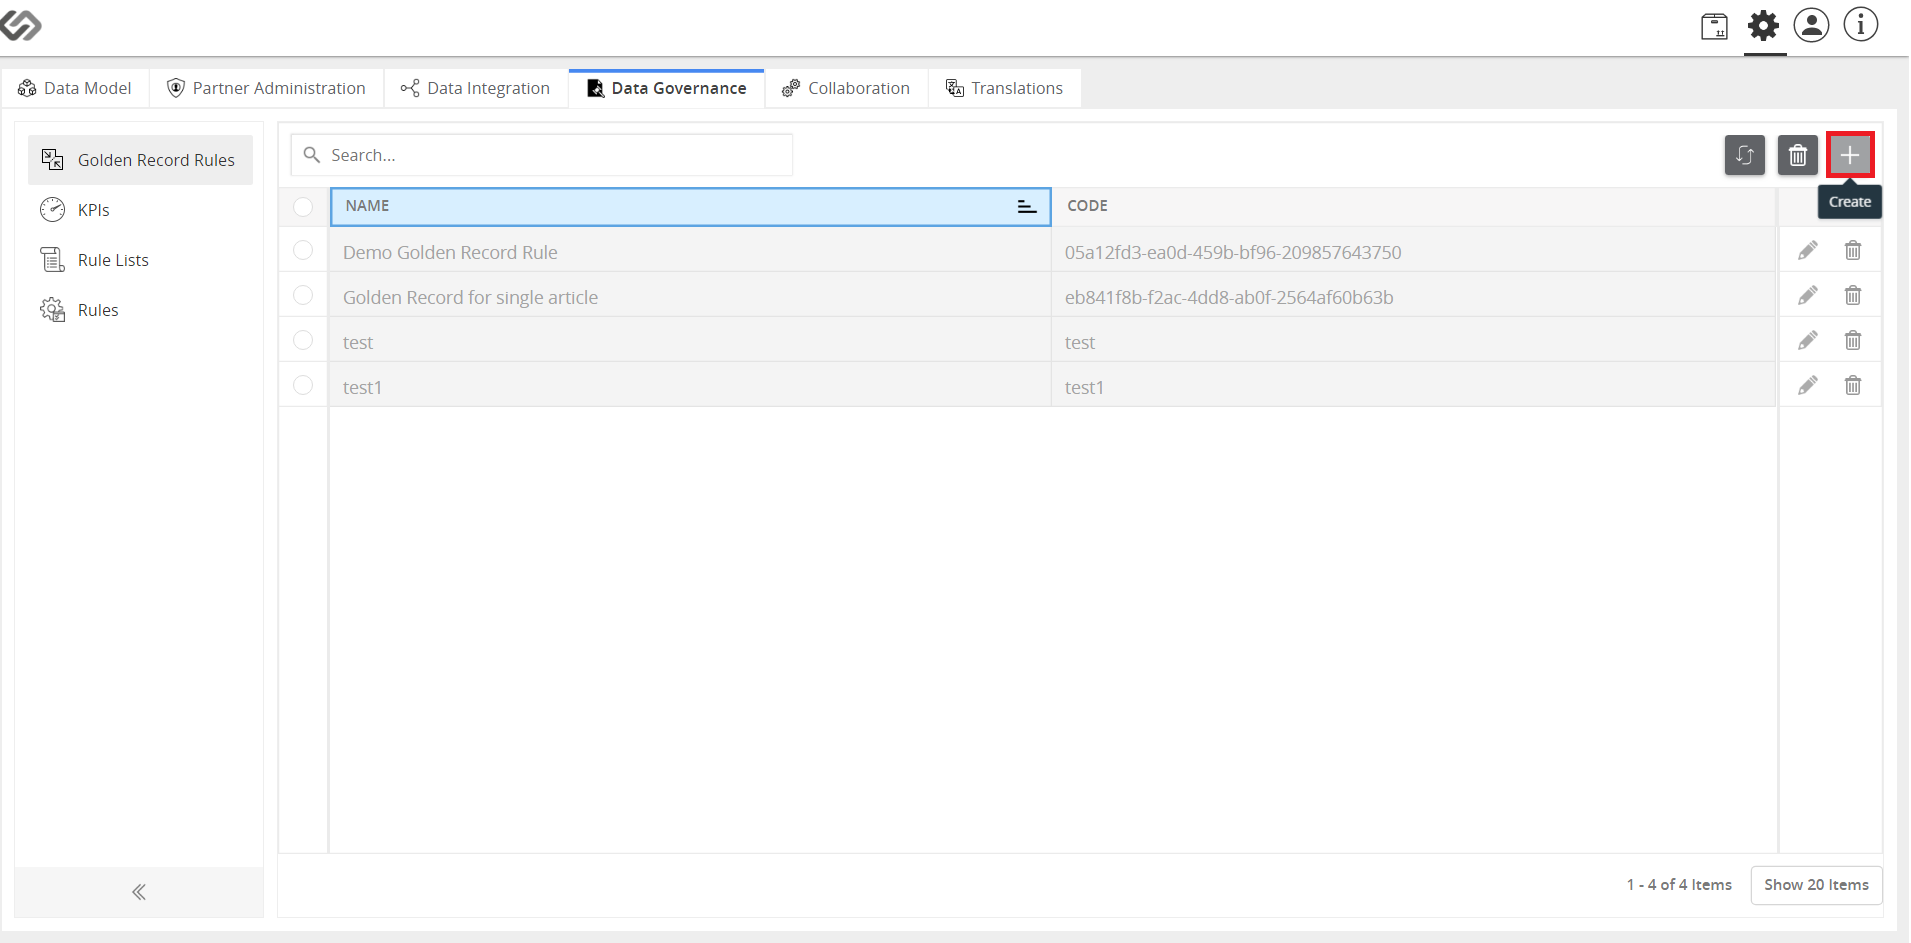 Data Model
Partner Administration
Data Integration
Data Governance
Collaboration
Translations
Golden Record Rules
KPIs
Rule Lists
Rules
Search...
Create
NAME CODE
Demo Golden Record Rule 05a12fd3-ea0d-459b-bf96-209857643750
Golden Record for single article eb841f8b-f2ac-4dd8-ab0f-2564af60b63b
test test
test1 test1
1 - 4 of 4 Items
Show 20 Items